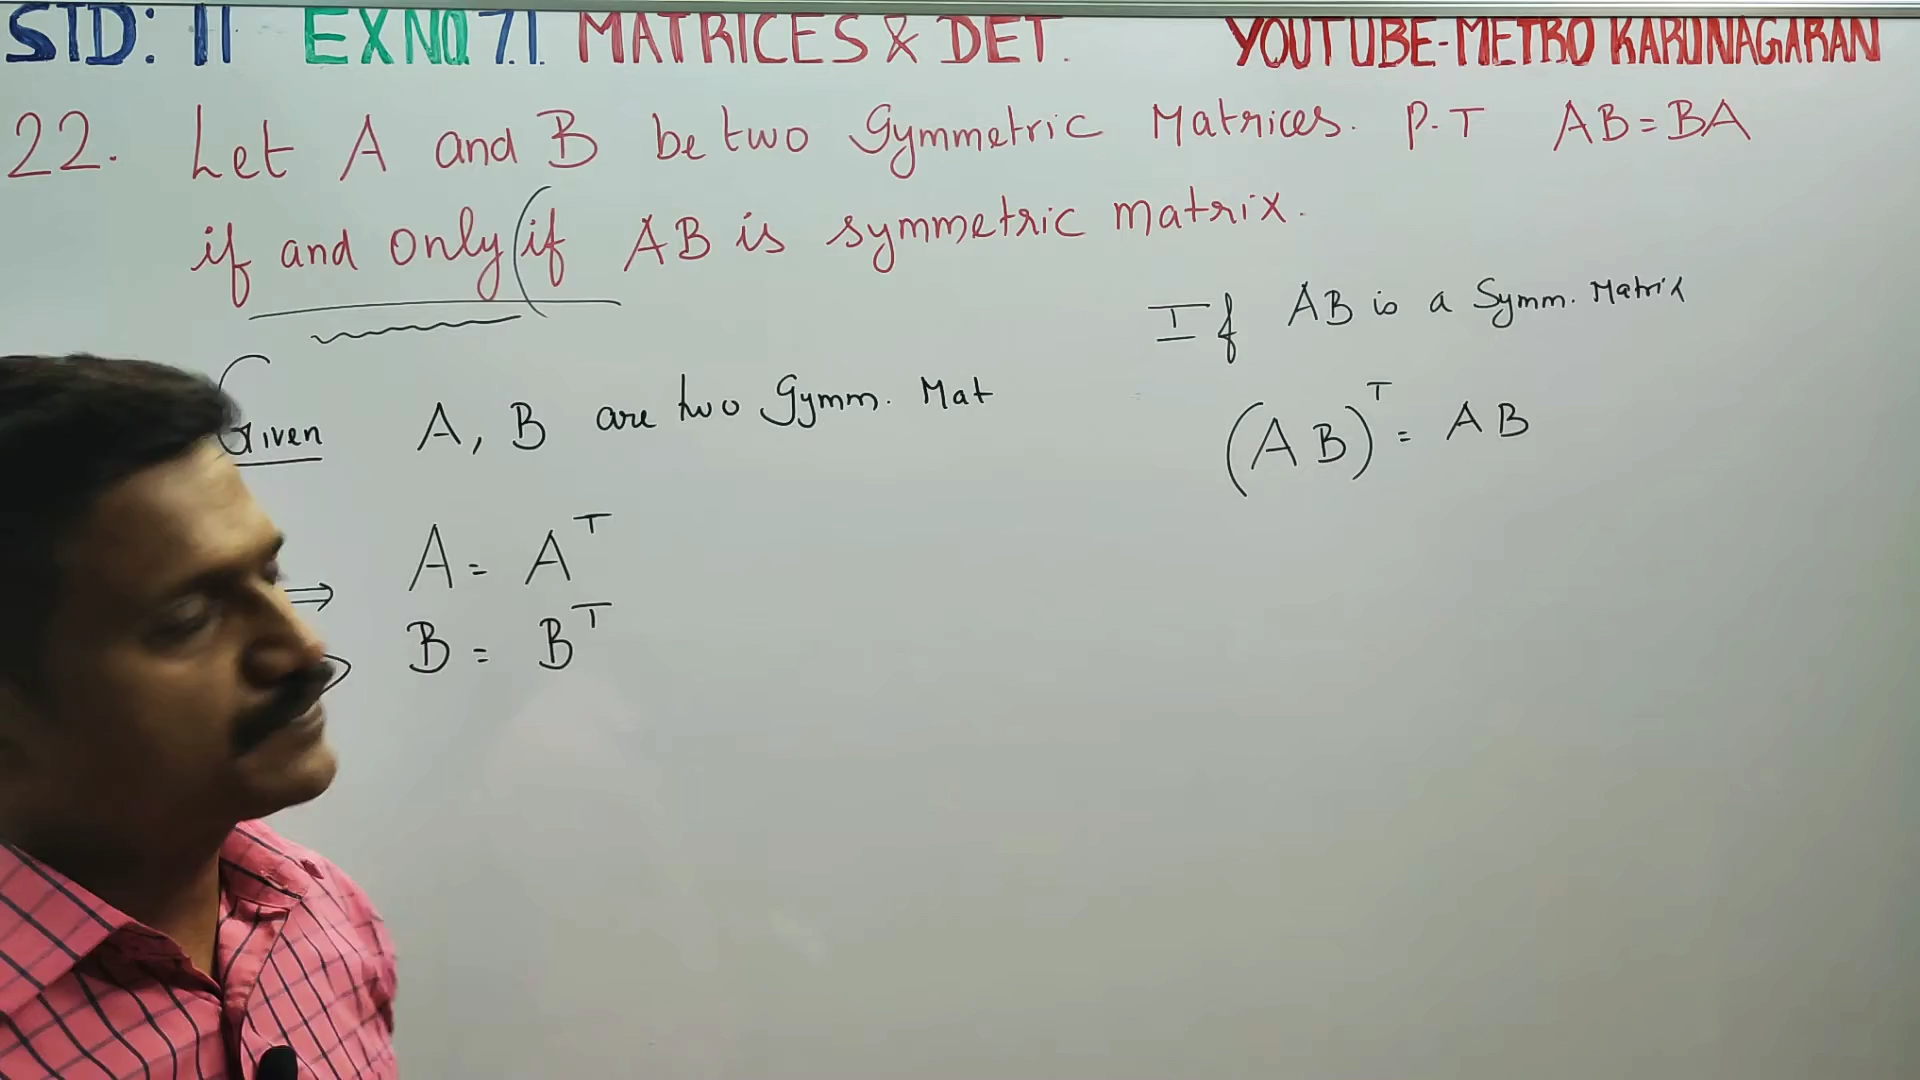 STD: 11 EX NO 7.1. MATRICES & DET. YOUTUBE-METRO KARUNAGARAN
22. Let A and B be two Symmetric Matrices. P.T AB=BA
if and only if AB is symmetric matrix.
If AB is a Symm. Matrix
Given A, B are two Symm. Mat
(AB)ᵀ = AB
⇒ A = Aᵀ
B = Bᵀ